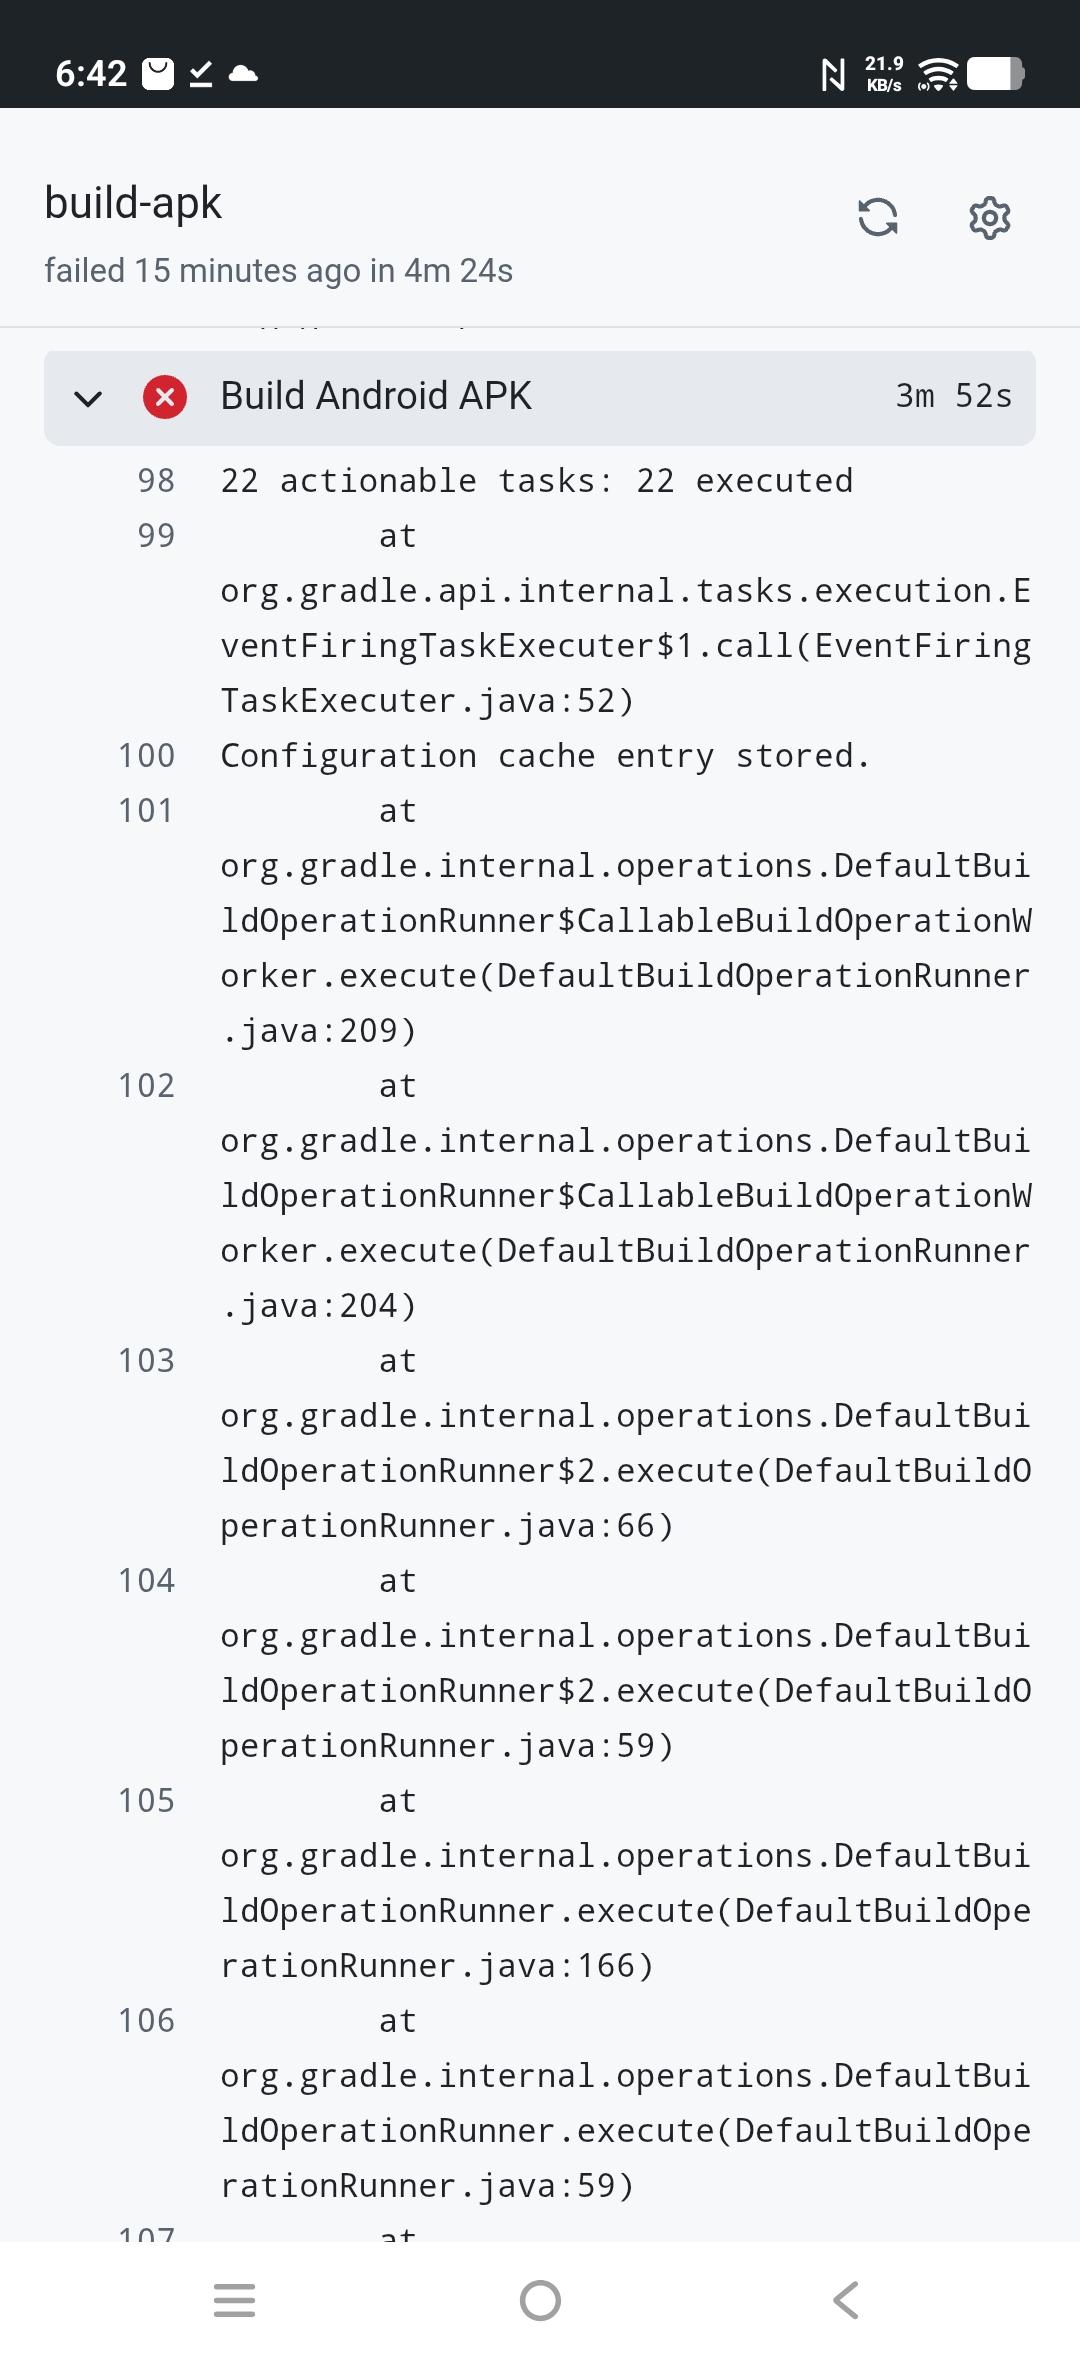 6:42
21.9
KB/s
build-apk
failed 15 minutes ago in 4m 24s
Build Android APK 3m 52s
98 22 actionable tasks: 22 executed
99 at
org.gradle.api.internal.tasks.execution.E
ventFiringTaskExecuter$1.call(EventFiring
TaskExecuter.java:52)
100 Configuration cache entry stored.
101 at
org.gradle.internal.operations.DefaultBui
ldOperationRunner$CallableBuildOperationW
orker.execute(DefaultBuildOperationRunner
.java:209)
102 at
org.gradle.internal.operations.DefaultBui
ldOperationRunner$CallableBuildOperationW
orker.execute(DefaultBuildOperationRunner
.java:204)
103 at
org.gradle.internal.operations.DefaultBui
ldOperationRunner$2.execute(DefaultBuildO
perationRunner.java:66)
104 at
org.gradle.internal.operations.DefaultBui
ldOperationRunner$2.execute(DefaultBuildO
perationRunner.java:59)
105 at
org.gradle.internal.operations.DefaultBui
ldOperationRunner.execute(DefaultBuildOpe
rationRunner.java:166)
106 at
org.gradle.internal.operations.DefaultBui
ldOperationRunner.execute(DefaultBuildOpe
rationRunner.java:59)
107 at